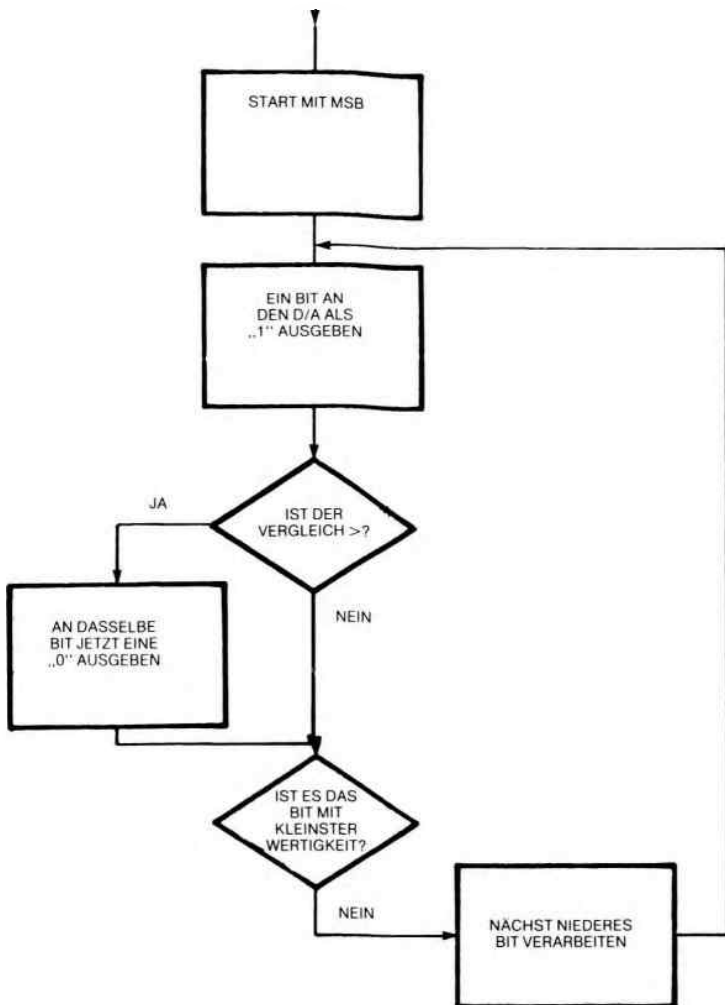 START MIT MSB
EIN BIT AN
DEN D/A ALS
„1“ AUSGEBEN
IST DER
VERGLEICH >?
JA
NEIN
AN DASSELBE
BIT JETZT EINE
„0“ AUSGEBEN
IST ES DAS
BIT MIT
KLEINSTER
WERTIGKEIT?
NEIN
NÄCHST NIEDERES
BIT VERARBEITEN